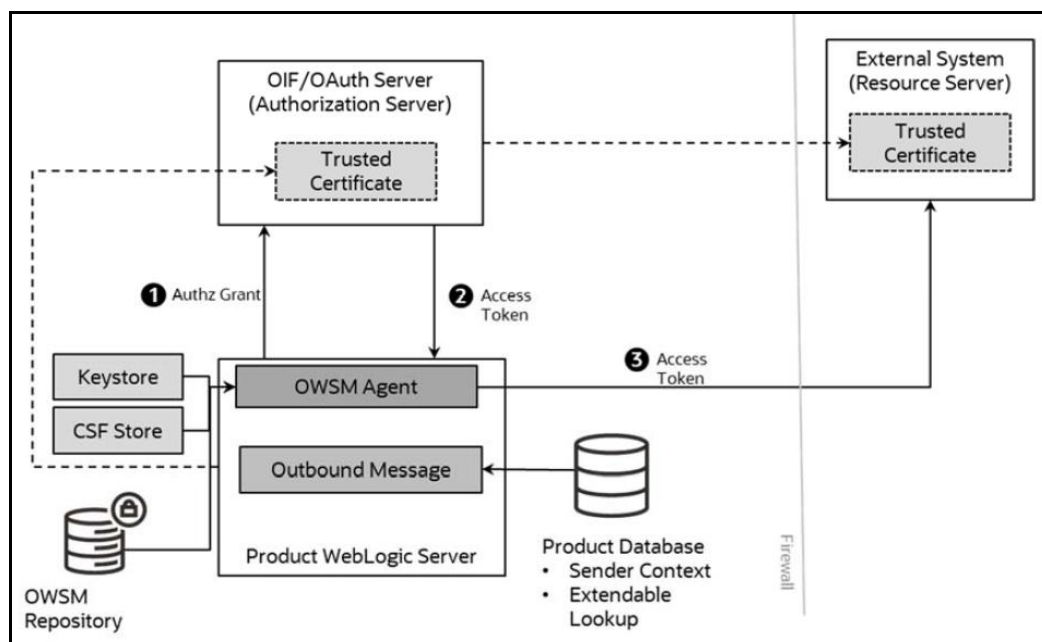 OIF/OAuth Server
(Authorization Server)
Trusted
Certificate
External System
(Resource Server)
Trusted
Certificate
1 Authz Grant
2 Access
Token
3 Access
Token
Keystore
CSF Store
OWSM Agent
Outbound Message
Product WebLogic Server
OWSM
Repository
Product Database
• Sender Context
• Extendable
Lookup
Firewall